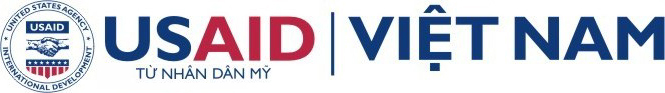 UNITED STATES AGENCY
USAID
INTERNATIONAL DEVELOPMENT
USAID | VIỆT NAM
TỪ NHÂN DÂN MỸ